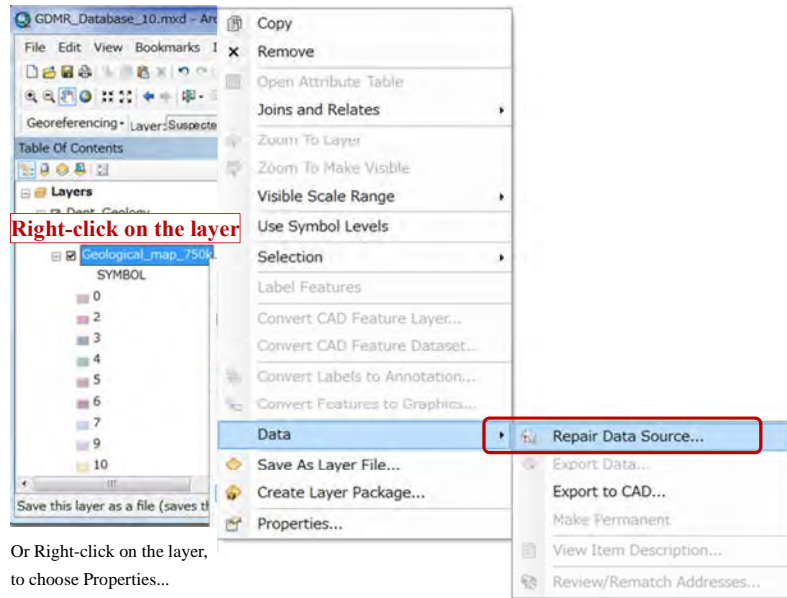 GDMR_Database_10.mxd - Arc
File Edit View Bookmarks I
Georeferencing Layer: Suspecte
Table Of Contents
Layers
Dept_Geology
Right-click on the layer
Geological_map_750k
SYMBOL
0
2
3
4
5
6
7
9
10
Save this layer as a file (saves th
Or Right-click on the layer,
to choose Properties...
Copy
Remove
Open Attribute Table
Joins and Relates
Zoom To Layer
Zoom To Make Visible
Visible Scale Range
Use Symbol Levels
Selection
Label Features
Convert CAD Feature Layer...
Convert CAD Feature Dataset...
Convert Labels to Annotation...
Convert Features to Graphics...
Data
Save As Layer File...
Create Layer Package...
Properties...
Repair Data Source...
Export Data...
Export to CAD...
Make Permanent
View Item Description...
Review/Rematch Addresses...